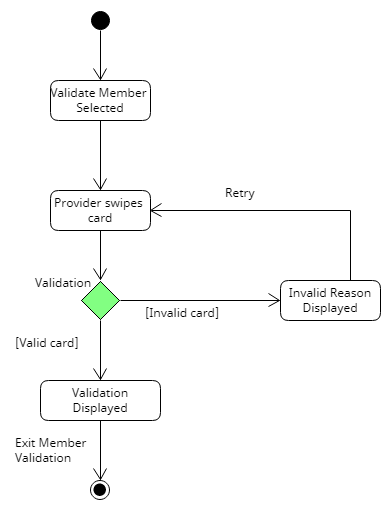 Validate Member
Selected
Retry
Provider swipes
card
Validation
Invalid Reason
Displayed
[Invalid card]
[Valid card]
Validation
Displayed
Exit Member
Validation